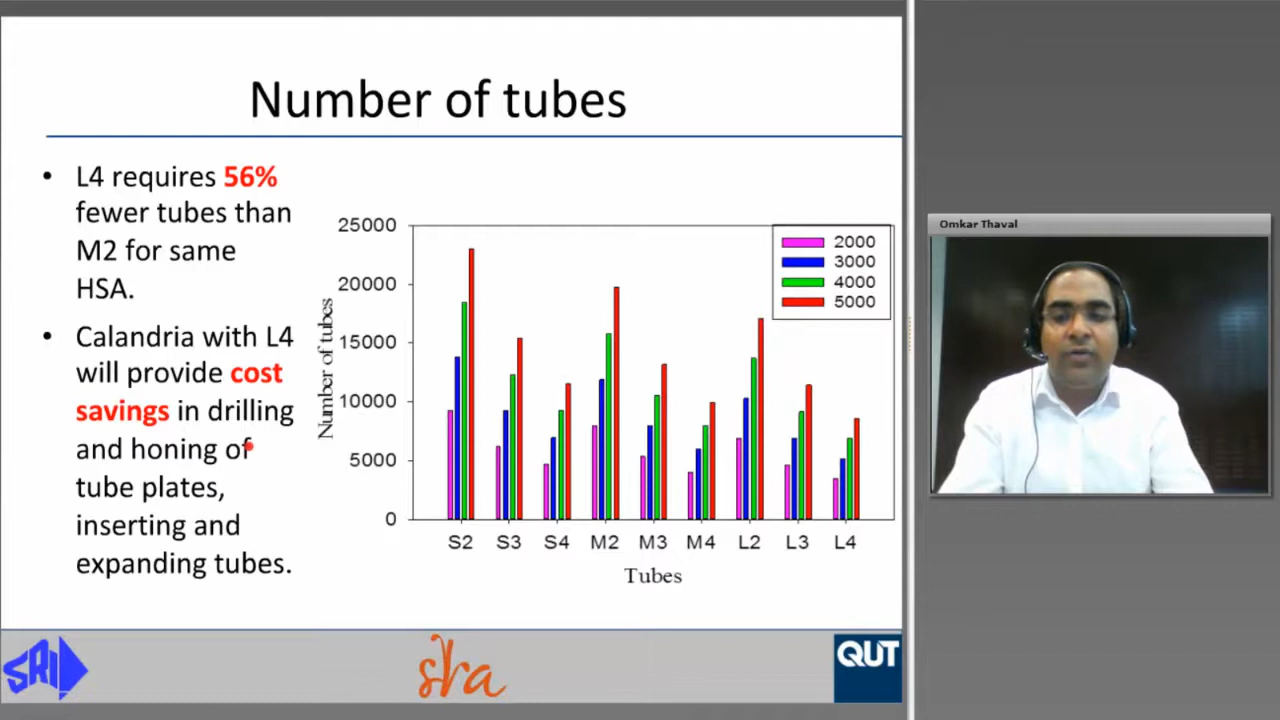 Number of tubes
• L4 requires 56%
fewer tubes than
M2 for same
HSA.
• Calandria with L4
will provide cost
savings in drilling
and honing of
tube plates,
inserting and
expanding tubes.
25000
20000
15000
10000
5000
0
Number of tubes
2000
3000
4000
5000
S2 S3 S4 M2 M3 M4 L2 L3 L4
Tubes
SRI
sra
QUT
Omkar Thaval